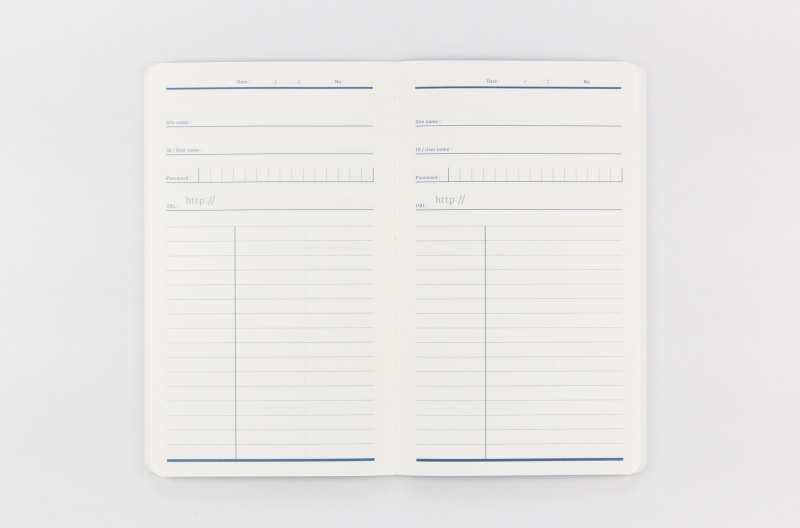 Date : / / No
Site name :
ID / User name :
Password :
URL : http://
Date : / / No
Site name :
ID / User name :
Password :
URL : http://